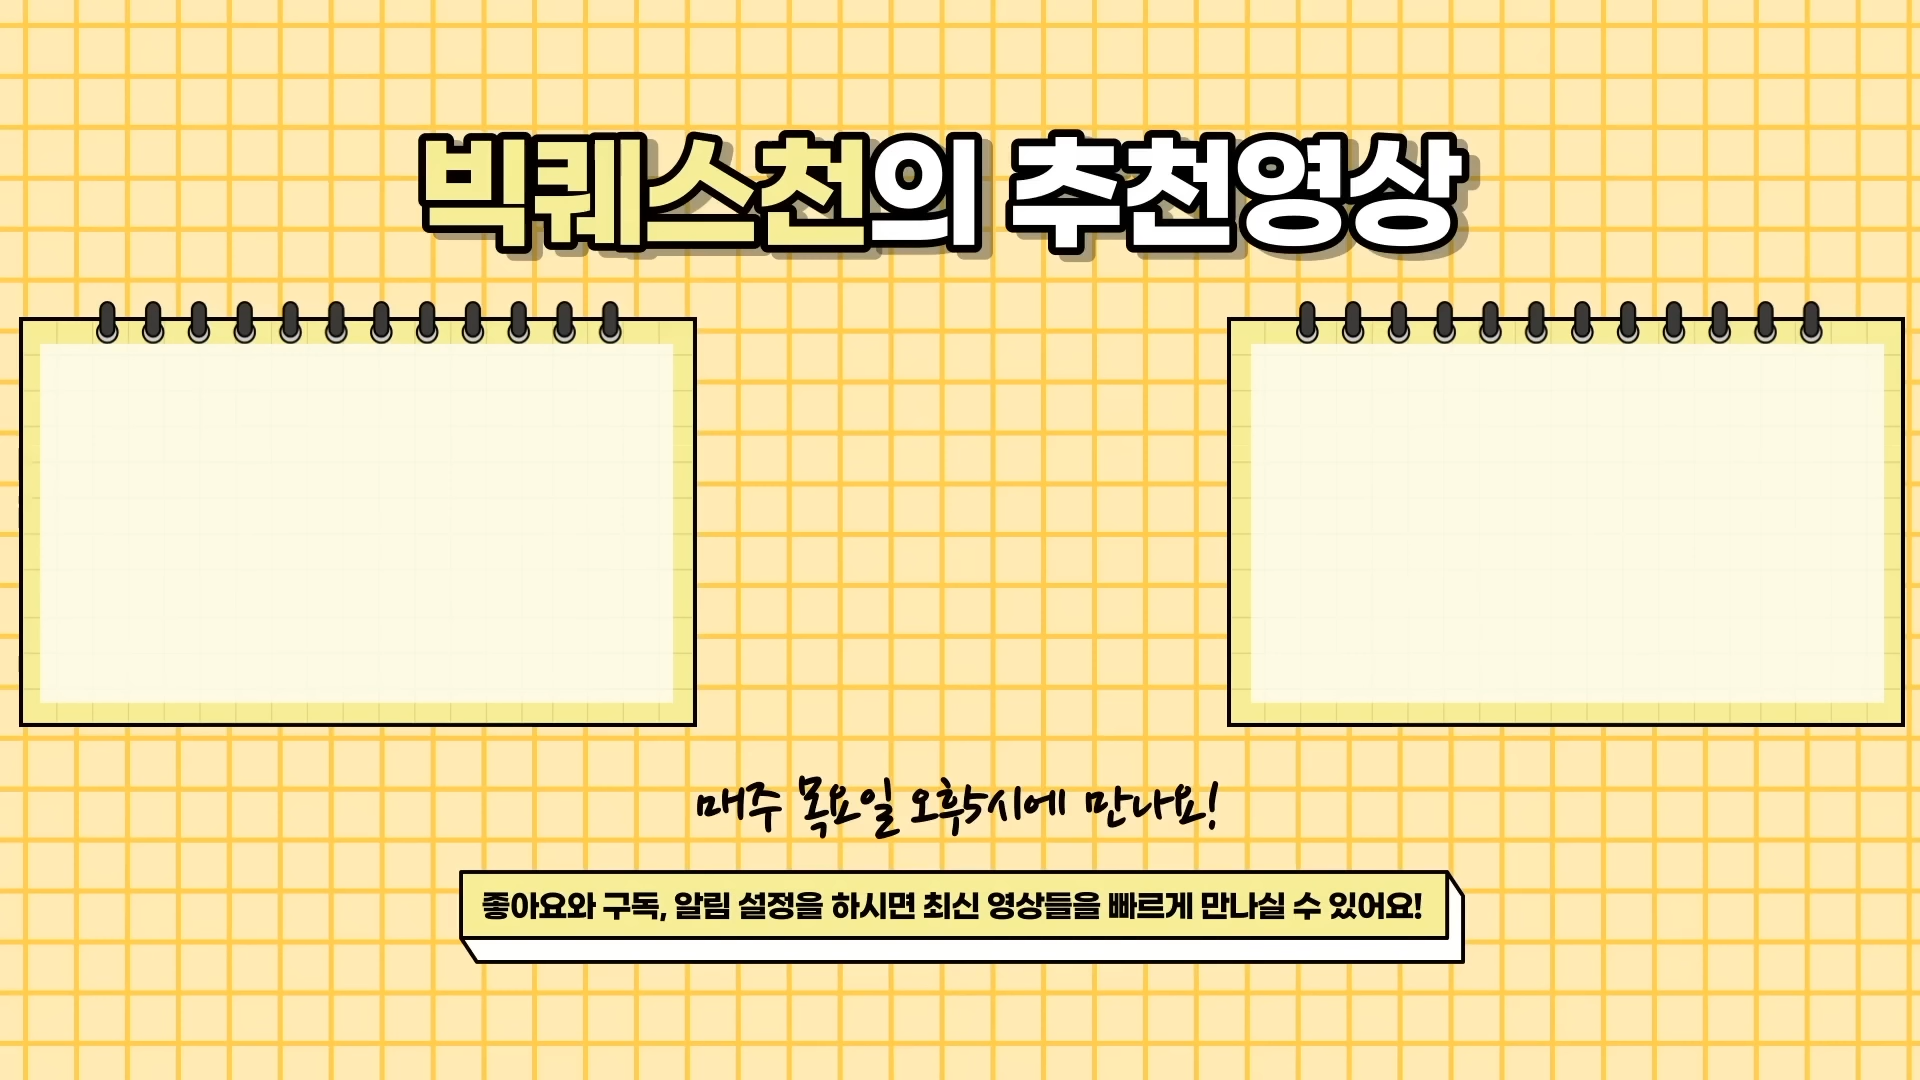 빅퀘스천의 추천영상
매주 목요일 오후5시에 만나요!
좋아요와 구독, 알림 설정을 하시면 최신 영상들을 빠르게 만나실 수 있어요!